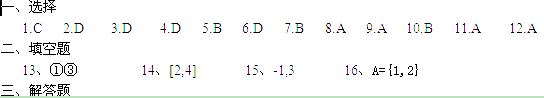 一、选择
1.C 2.D 3.D 4.D 5.B 6.D 7.B 8.A 9.A 10.B 11.A 12.A
二、填空题
13、①③ 14、[2,4] 15、-1,3 16、A={1,2}
三、解答题